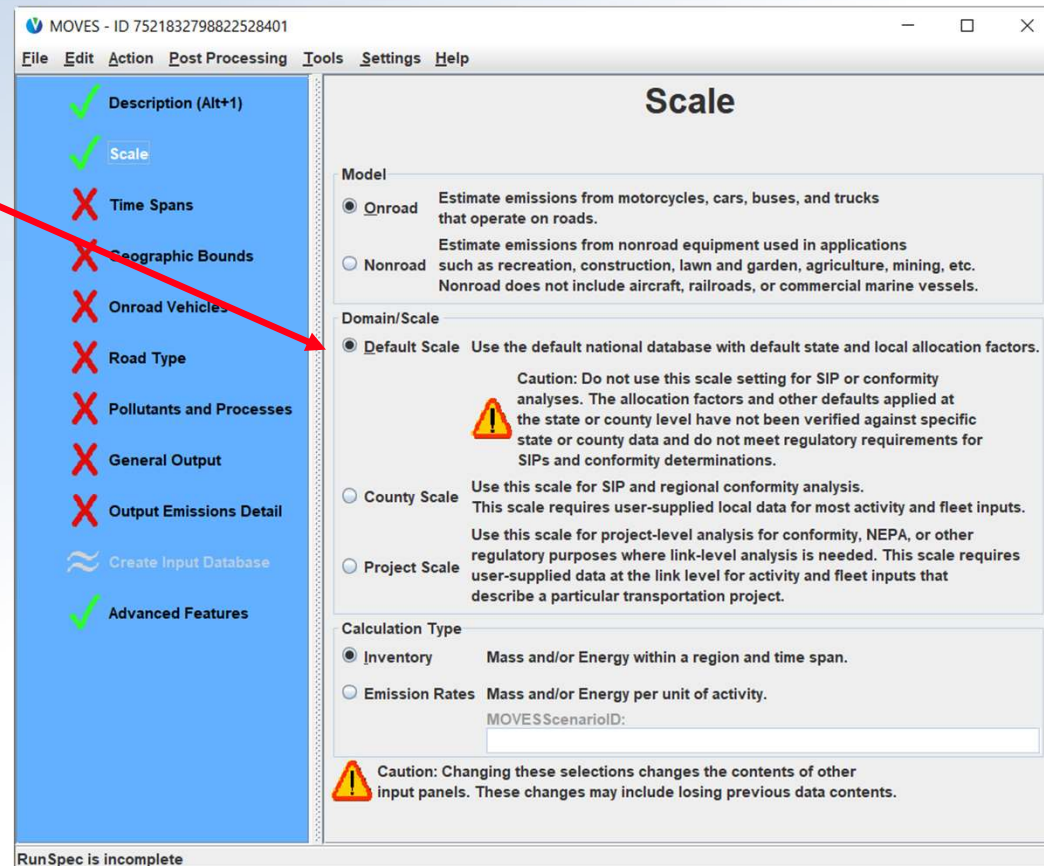 MOVES - ID 7521832798822528401
File Edit Action Post Processing Tools Settings Help
Description (Alt+1)
Scale
Time Spans
Geographic Bounds
Onroad Vehicles
Road Type
Pollutants and Processes
General Output
Output Emissions Detail
Create Input Database
Advanced Features
Scale
Model
Onroad
Estimate emissions from motorcycles, cars, buses, and trucks
that operate on roads.
Nonroad
Estimate emissions from nonroad equipment used in applications
such as recreation, construction, lawn and garden, agriculture, mining, etc.
Nonroad does not include aircraft, railroads, or commercial marine vessels.
Domain/Scale
Default Scale Use the default national database with default state and local allocation factors.
Caution: Do not use this scale setting for SIP or conformity
analyses. The allocation factors and other defaults applied at
the state or county level have not been verified against specific
state or county data and do not meet regulatory requirements for
SIPs and conformity determinations.
County Scale
Use this scale for SIP and regional conformity analysis.
This scale requires user-supplied local data for most activity and fleet inputs.
Project Scale
Use this scale for project-level analysis for conformity, NEPA, or other
regulatory purposes where link-level analysis is needed. This scale requires
user-supplied data at the link level for activity and fleet inputs that
describe a particular transportation project.
Calculation Type
Inventory Mass and/or Energy within a region and time span.
Emission Rates Mass and/or Energy per unit of activity.
MOVESScenarioID:
Caution: Changing these selections changes the contents of other
input panels. These changes may include losing previous data contents.
RunSpec is incomplete